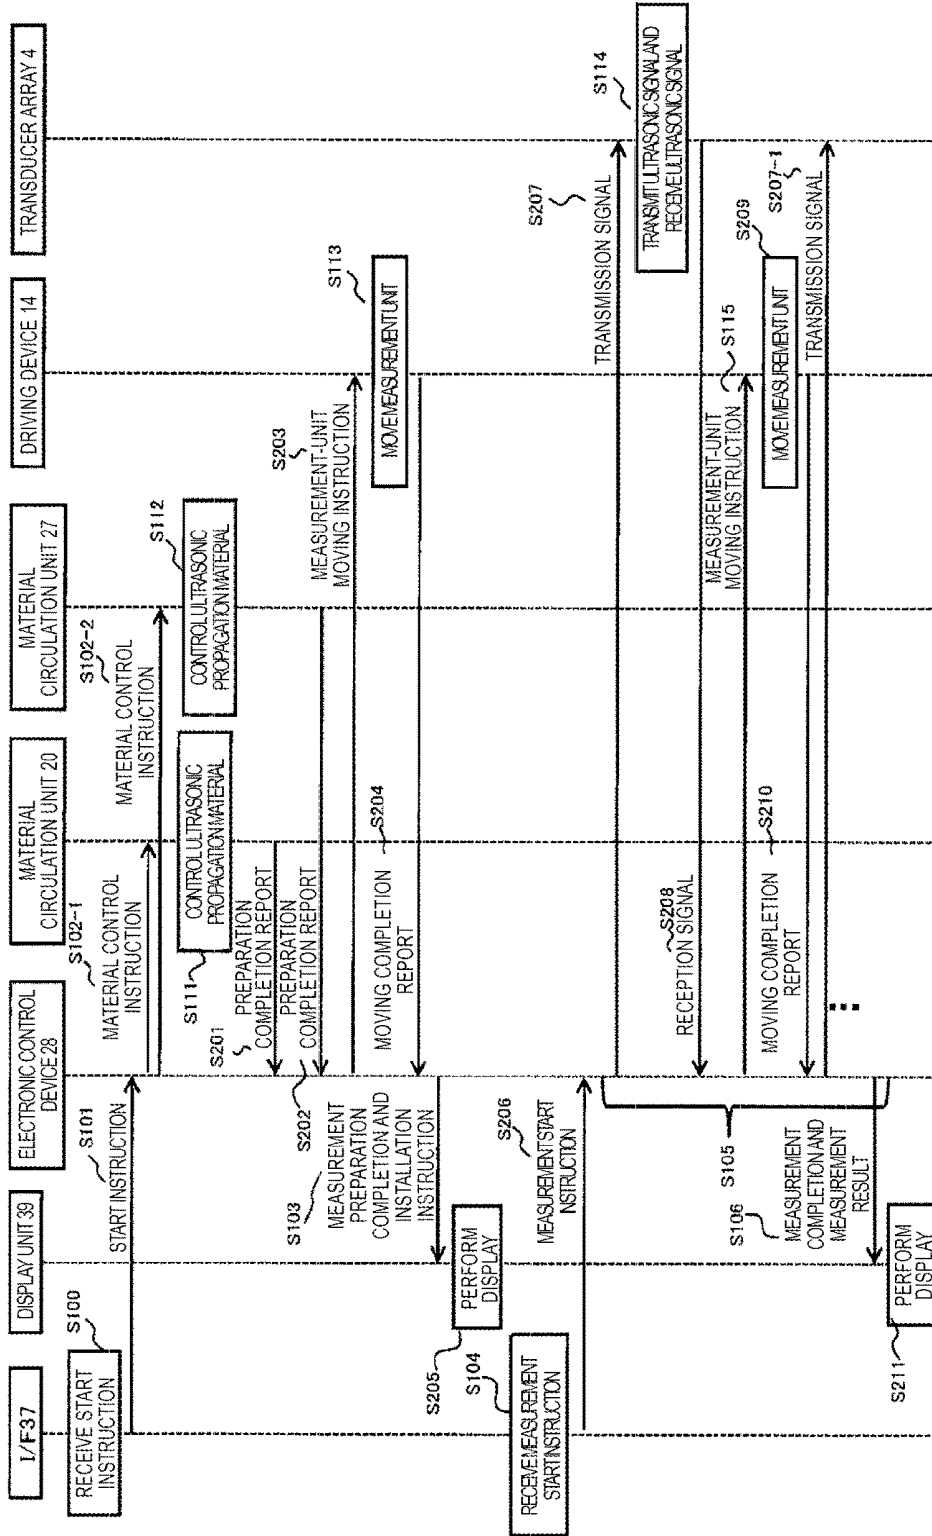 I/F37
DISPLAY UNIT 39
ELECTRONIC CONTROL
DEVICE 28
MATERIAL
CIRCULATION UNIT 20
MATERIAL
CIRCULATION UNIT 27
DRIVING DEVICE 14
TRANSDUCER ARRAY 4
RECEIVE START
INSTRUCTION
S100
START INSTRUCTION
S101
MATERIAL CONTROL
INSTRUCTION
S102-1
MATERIAL CONTROL
INSTRUCTION
S102-2
CONTROL ULTRASONIC
PROPAGATION MATERIAL
S111
CONTROL ULTRASONIC
PROPAGATION MATERIAL
S112
S201
PREPARATION
COMPLETION REPORT
PREPARATION
COMPLETION REPORT
S202
S203
MEASUREMENT-UNIT
MOVING INSTRUCTION
S113
MOVE MEASUREMENT UNIT
S204
MOVING COMPLETION
REPORT
S103
MEASUREMENT
PREPARATION
COMPLETION AND
INSTALLATION
INSTRUCTION
PERFORM
DISPLAY
S205
S104
RECEIVE MEASUREMENT
START INSTRUCTION
S206
MEASUREMENT START
INSTRUCTION
S207
TRANSMISSION SIGNAL
S114
TRANSMIT ULTRASONIC SIGNAL AND
RECEIVE ULTRASONIC SIGNAL
S208
RECEPTION SIGNAL
S115
MEASUREMENT-UNIT
MOVING INSTRUCTION
S209
MOVE MEASUREMENT UNIT
S210
MOVING COMPLETION
REPORT
S207-1
TRANSMISSION SIGNAL
...
S105
S106
MEASUREMENT
COMPLETION AND
MEASUREMENT
RESULT
PERFORM
DISPLAY
S211